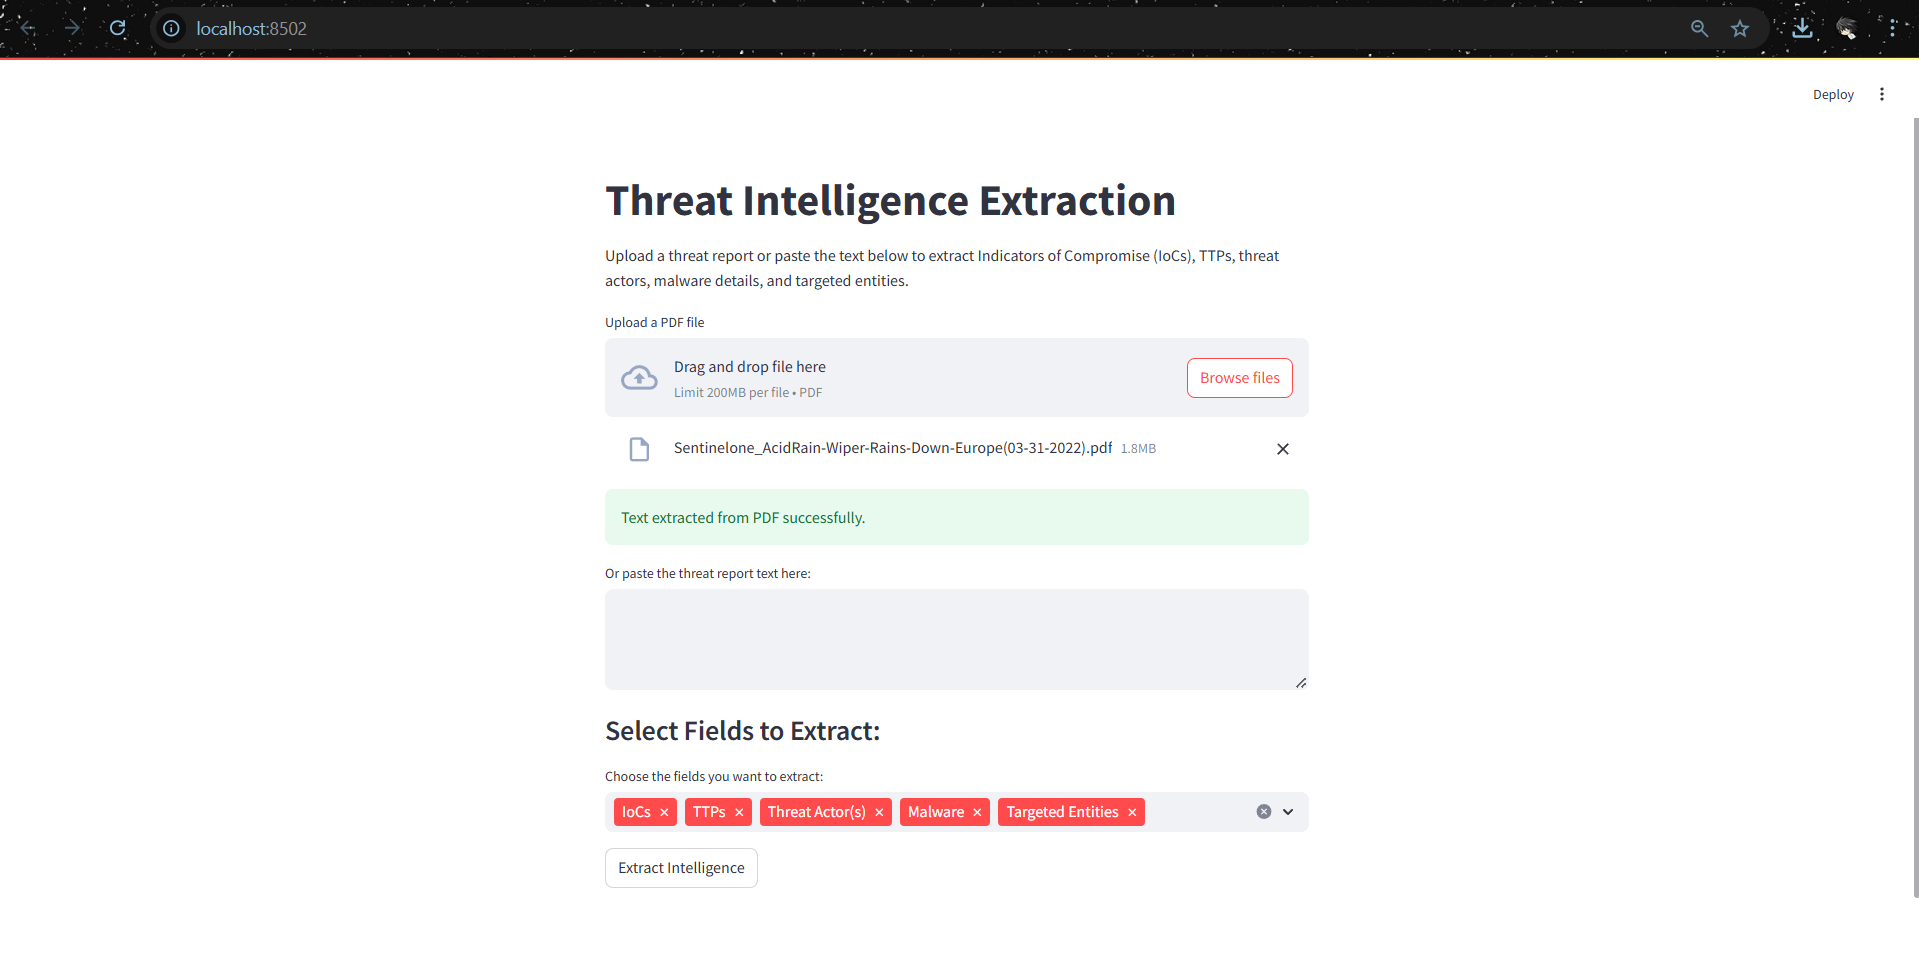 localhost:8502
Deploy
Threat Intelligence Extraction
Upload a threat report or paste the text below to extract Indicators of Compromise (IoCs), TTPs, threat
actors, malware details, and targeted entities.
Upload a PDF file
Drag and drop file here
Limit 200MB per file • PDF
Browse files
Sentinelone_AcidRain-Wiper-Rains-Down-Europe(03-31-2022).pdf 1.8MB
Text extracted from PDF successfully.
Or paste the threat report text here:
Select Fields to Extract:
Choose the fields you want to extract:
IoCs TTPs Threat Actor(s) Malware Targeted Entities
Extract Intelligence